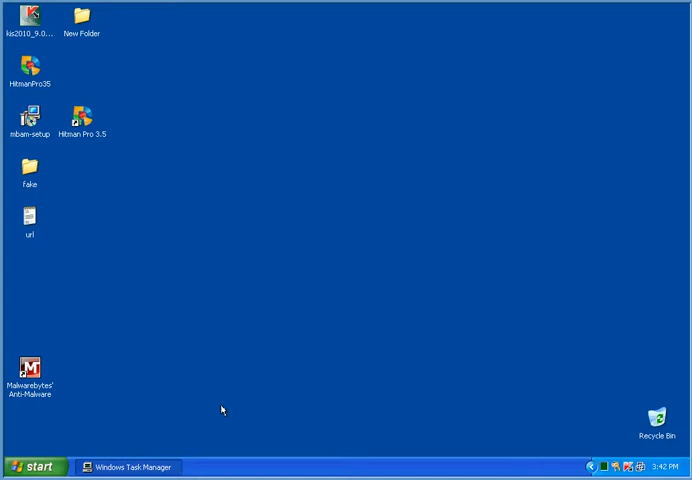 kis2010_9.0...
New Folder
HitmanPro35
mbam-setup
Hitman Pro 3.5
fake
url
Malwarebytes'
Anti-Malware
Recycle Bin
start
Windows Task Manager
3:42 PM